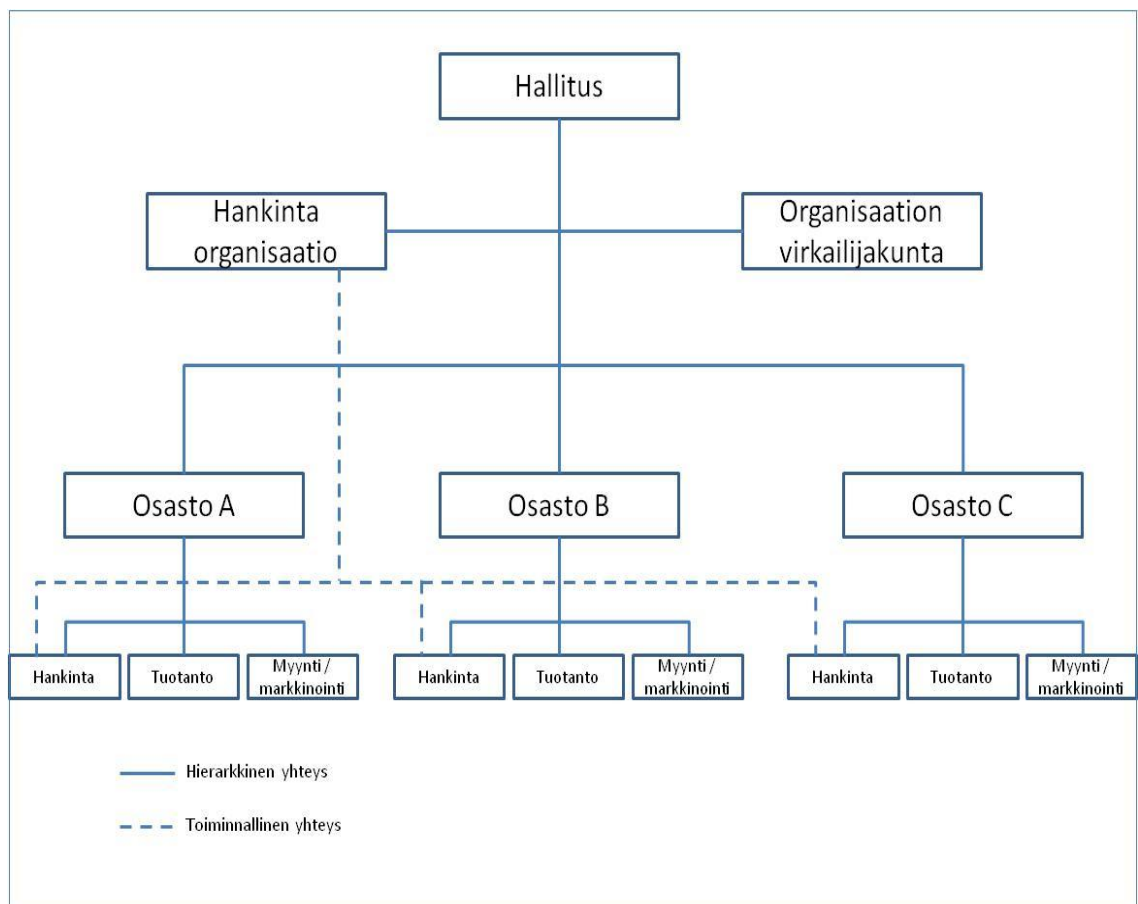 Hallitus
Hankinta
organisaatio
Organisaation
virkailijakunta
Osasto A
Osasto B
Osasto C
Hankinta
Tuotanto
Myynti /
markkinointi
Hankinta
Tuotanto
Myynti /
markkinointi
Hankinta
Tuotanto
Myynti /
markkinointi
Hierarkkinen yhteys
Toiminnallinen yhteys